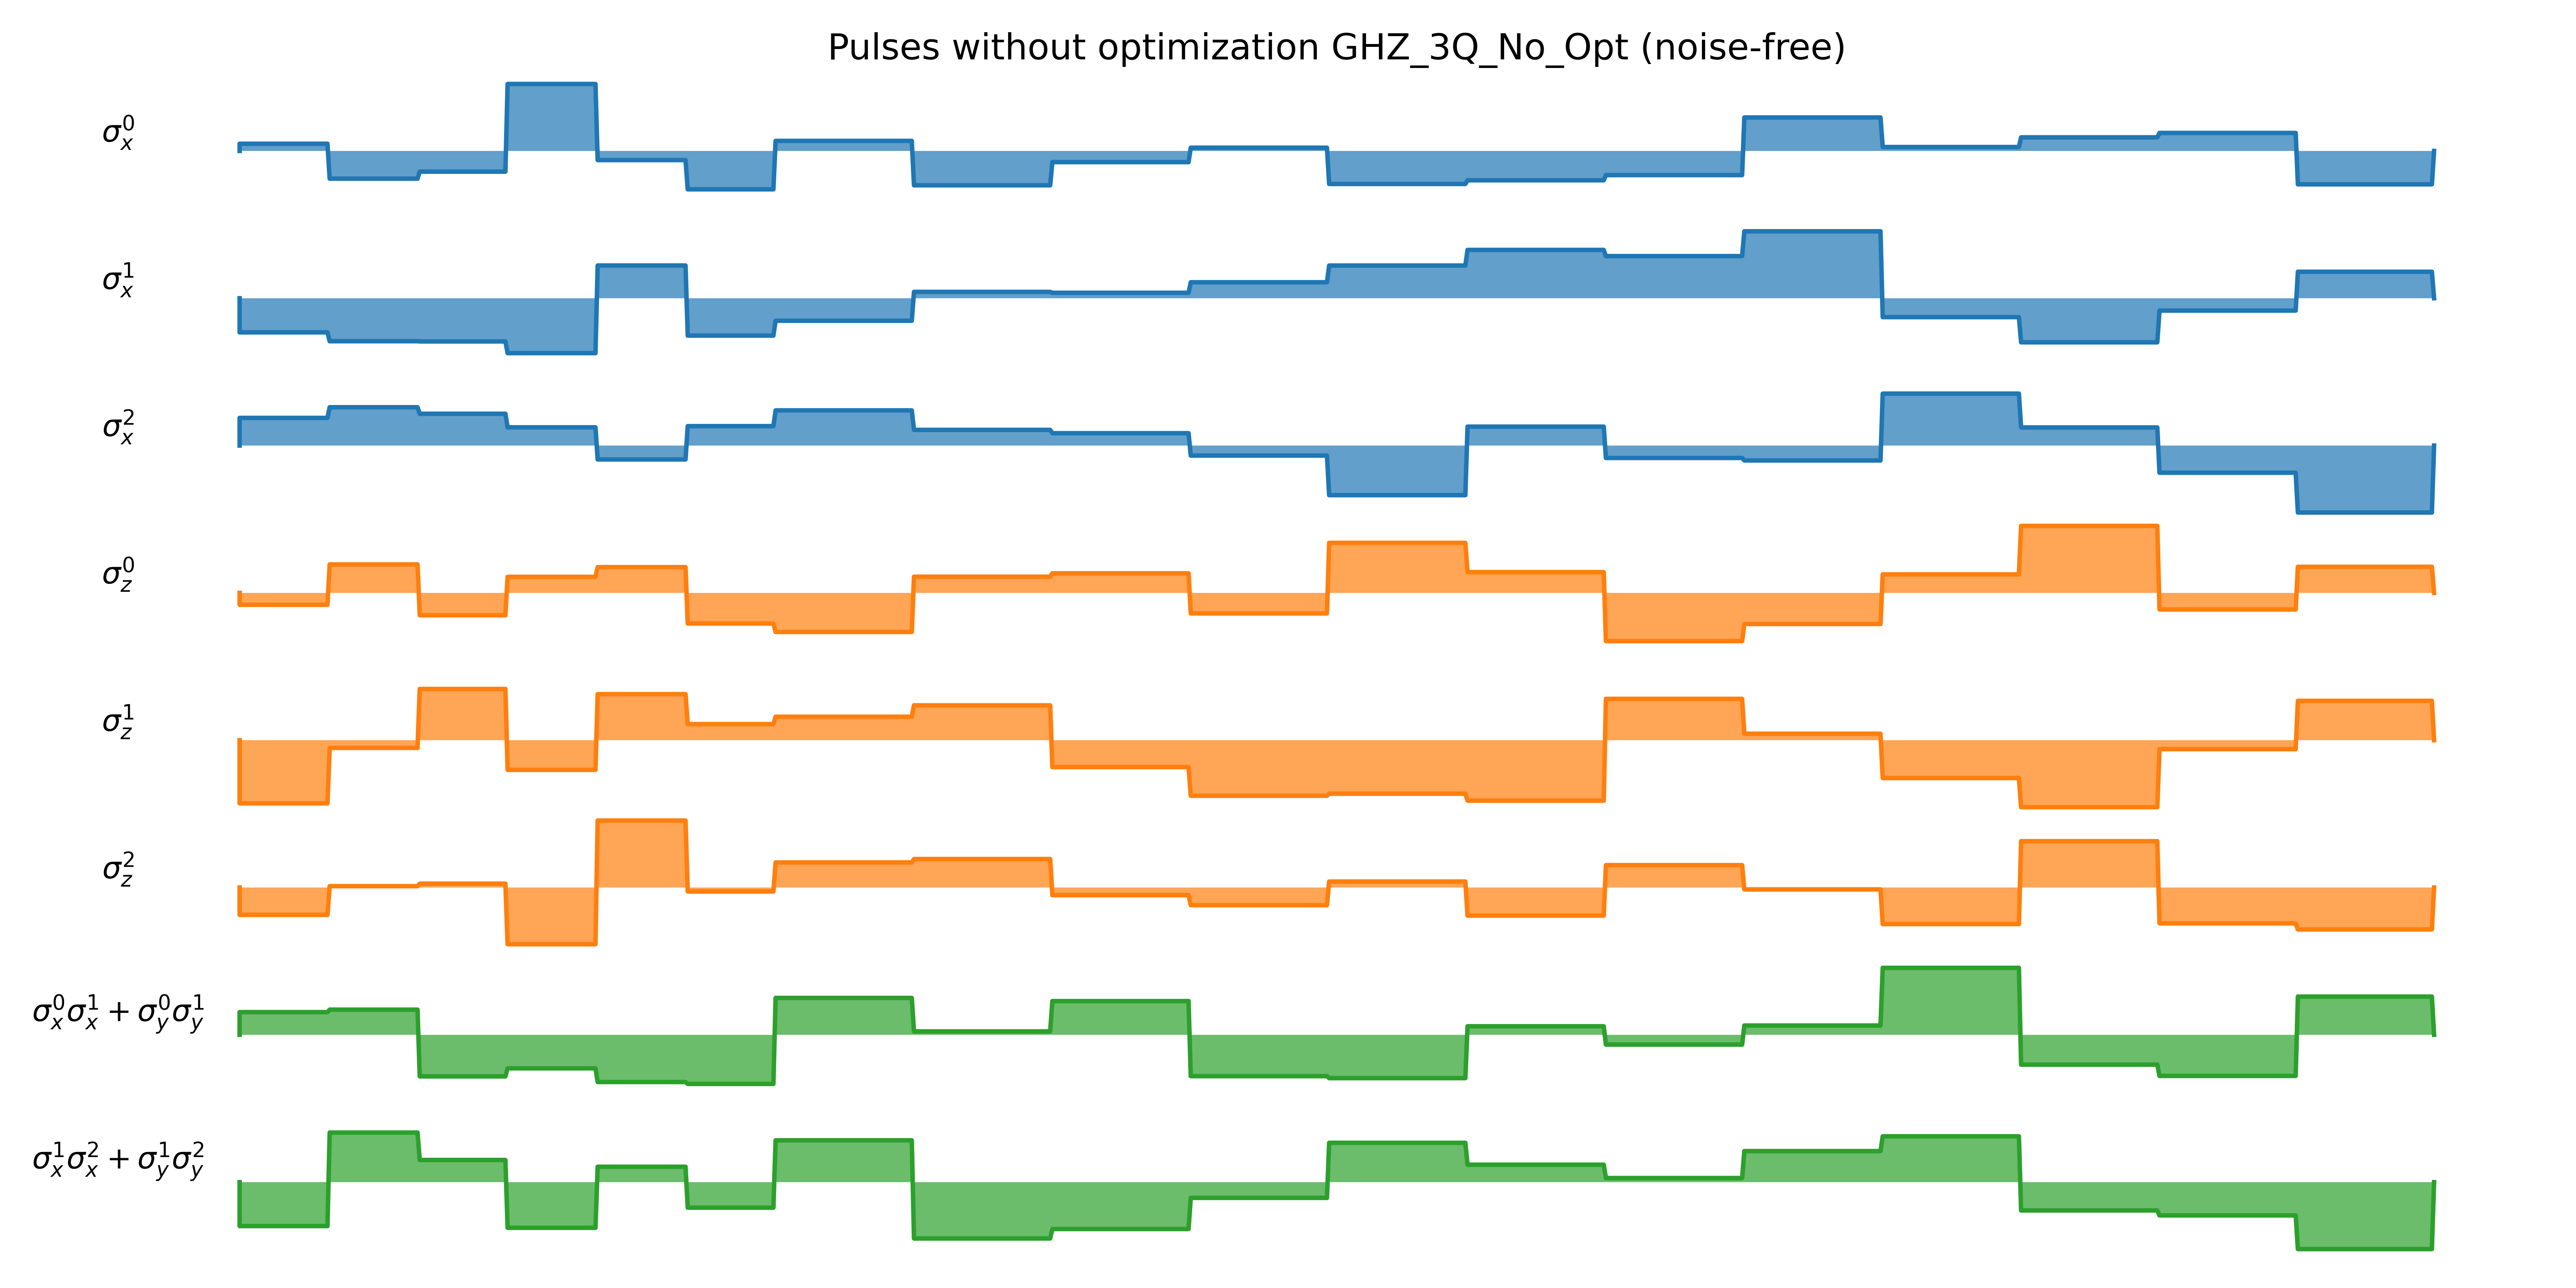 Pulses without optimization GHZ_3Q_No_Opt (noise-free)
σ_x^0
σ_x^1
σ_x^2
σ_z^0
σ_z^1
σ_z^2
σ_x^0σ_x^1 + σ_y^0σ_y^1
σ_x^1σ_x^2 + σ_y^1σ_y^2